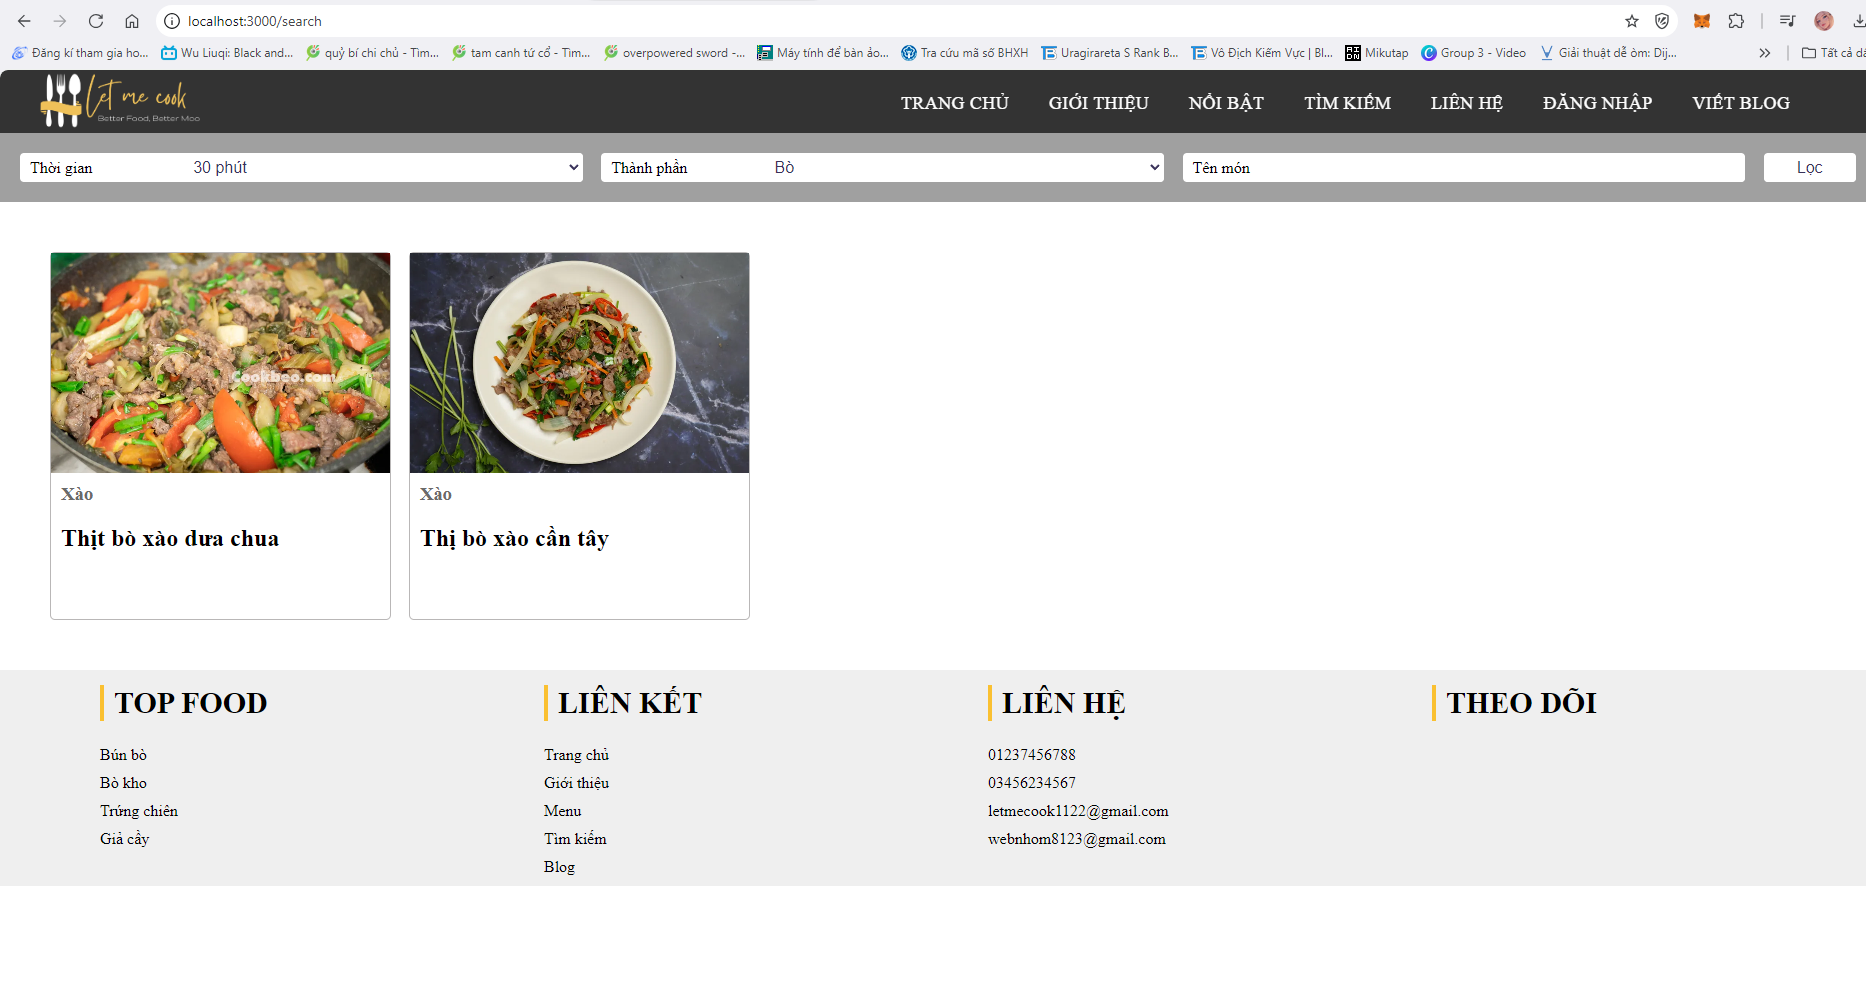 localhost:3000/search
Đăng kí tham gia ho... Wu Liuqi: Black and... quỷ bí chi chủ - Tìm... tam canh tứ cổ - Tìm... overpowered sword -... Máy tính để bàn ảo... Tra cứu mã số BHXH Uragirareta S Rank B... Vô Địch Kiếm Vực | Bl... Mikutap Group 3 - Video Giải thuật dễ òm: Dij... Tất cả dấ
let me cook
Better Food, Better Moo
TRANG CHỦ GIỚI THIỆU NỔI BẬT TÌM KIẾM LIÊN HỆ ĐĂNG NHẬP VIẾT BLOG
Thời gian 30 phút Thành phần Bò Tên món Lọc
Cookbeo.com
Xào
Thịt bò xào dưa chua
Xào
Thị bò xào cần tây
TOP FOOD
Bún bò
Bò kho
Trứng chiên
Giả cầy
LIÊN KẾT
Trang chủ
Giới thiệu
Menu
Tìm kiếm
Blog
LIÊN HỆ
01237456788
03456234567
letmecook1122@gmail.com
webnhom8123@gmail.com
THEO DÕI